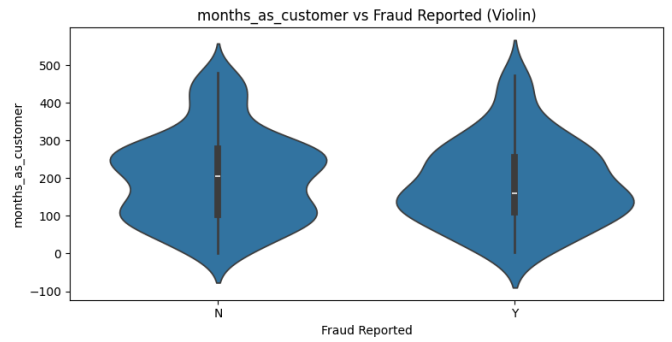 months_as_customer vs Fraud Reported (Violin)
months_as_customer
500
400
300
200
100
0
−100
N
Y
Fraud Reported